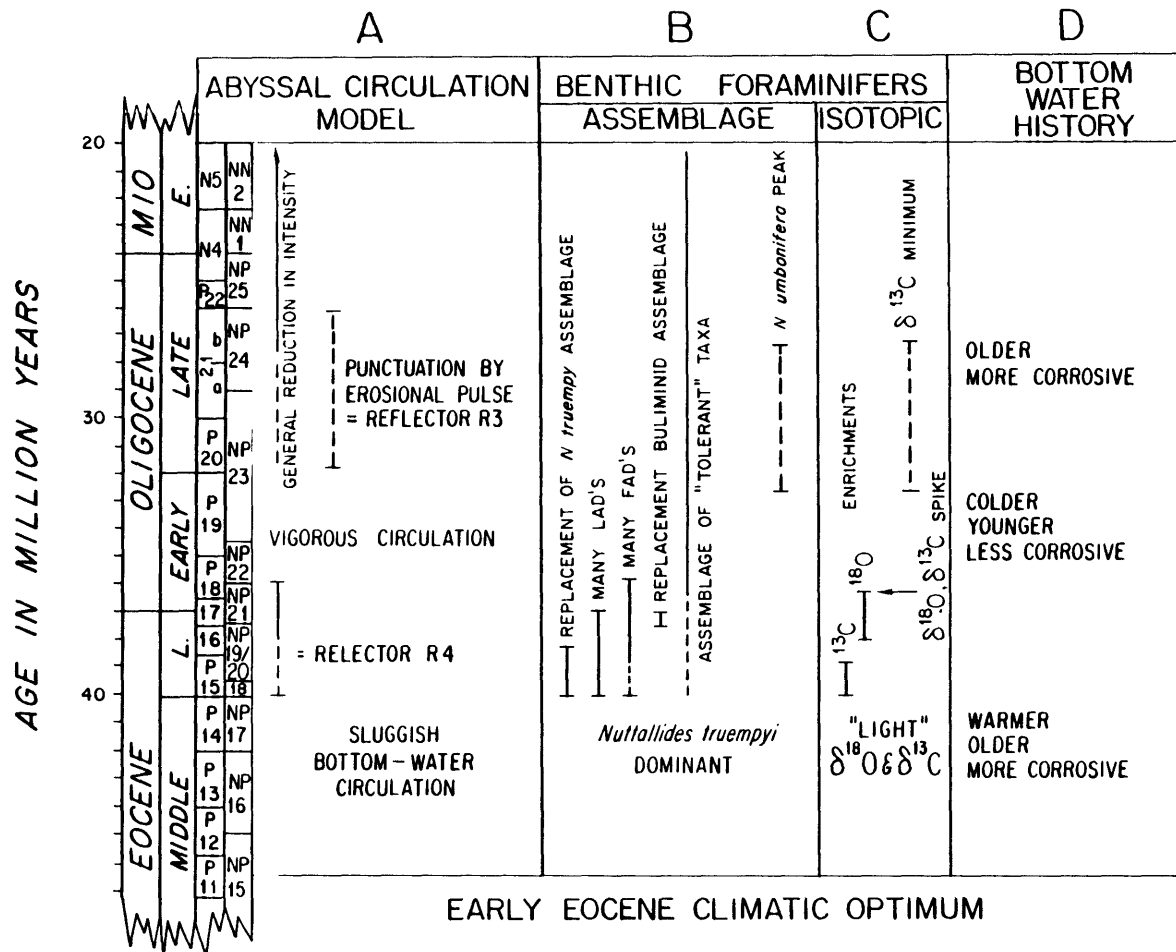 A
B
C
D
ABYSSAL CIRCULATION
MODEL
BENTHIC FORAMINIFERS
ASSEMBLAGE
ISOTOPIC
BOTTOM
WATER
HISTORY
AGE IN MILLION YEARS
20
30
40
MIO
OLIGOCENE
EOCENE
E.
LATE
EARLY
L.
MIDDLE
N5
N4
P22
b
21
a
P
20
P
19
P
18
17
16
P
15
P
14
P
13
P
12
P
11
NN
2
NN
1
NP
25
NP
24
NP
23
NP
22
NP
21
NP
19/
20
18
NP
17
NP
16
NP
15
GENERAL REDUCTION IN INTENSITY
PUNCTUATION BY
EROSIONAL PULSE
= REFLECTOR R3
VIGOROUS CIRCULATION
= RELECTOR R4
SLUGGISH
BOTTOM-WATER
CIRCULATION
REPLACEMENT OF N truempy ASSEMBLAGE
MANY LAD'S
MANY FAD'S
REPLACEMENT BULIMINID ASSEMBLAGE
ASSEMBLAGE OF "TOLERANT" TAXA
N umbonifera PEAK
Nuttallides truempyi
DOMINANT
13C
18O
ENRICHMENTS
δ13C MINIMUM
δ18O, δ13C SPIKE
"LIGHT"
δ18O & δ13C
OLDER
MORE CORROSIVE
COLDER
YOUNGER
LESS CORROSIVE
WARMER
OLDER
MORE CORROSIVE
EARLY EOCENE CLIMATIC OPTIMUM